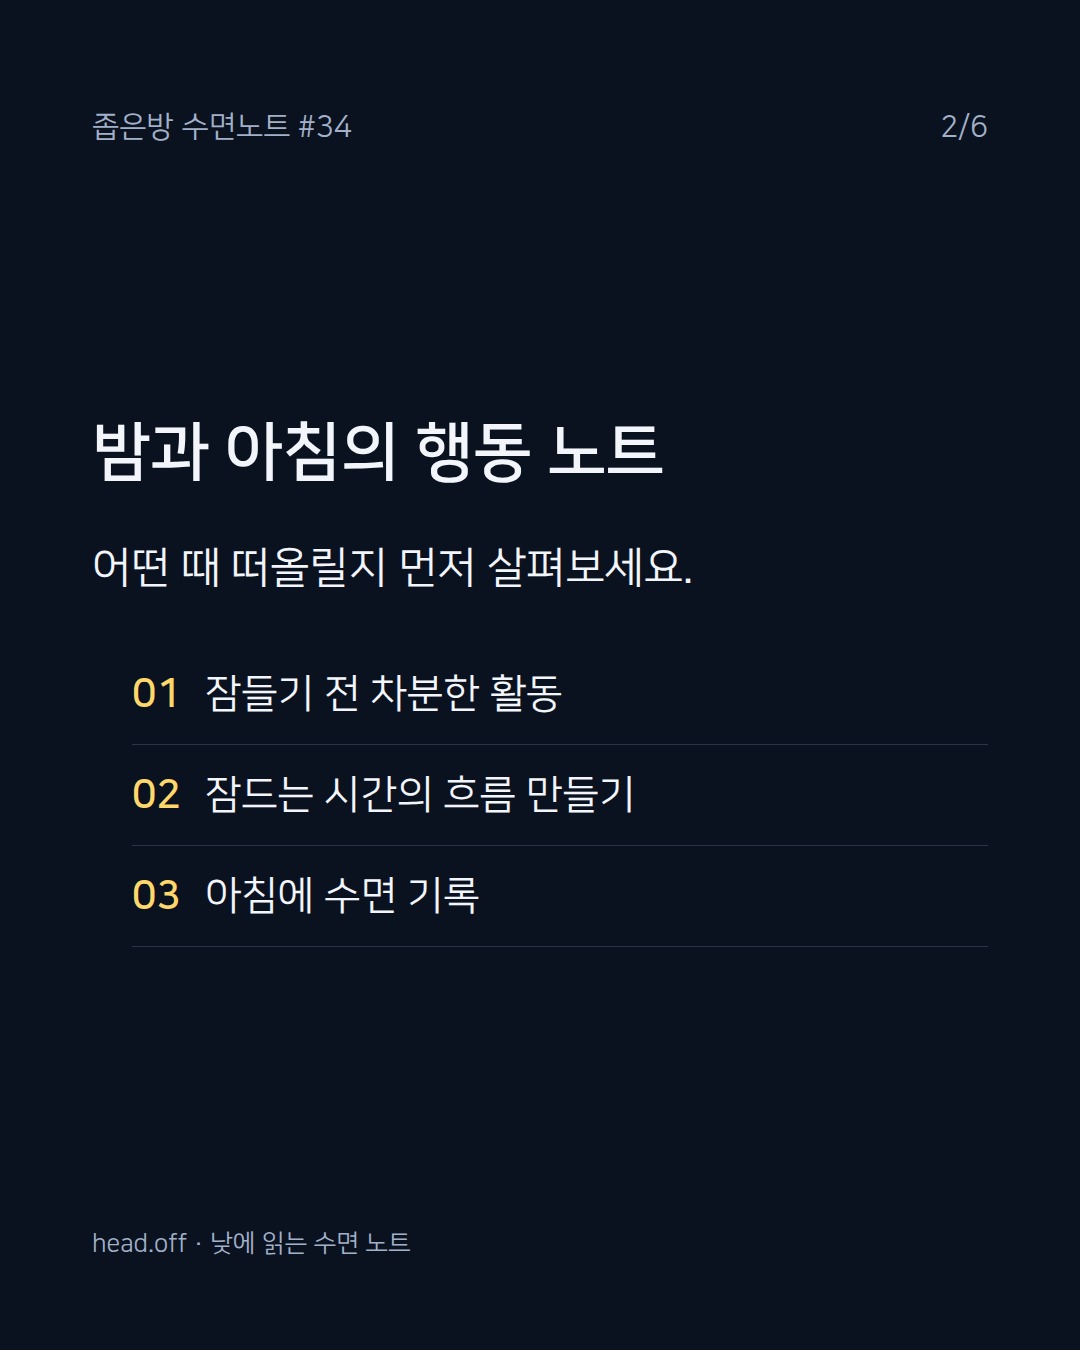 좁은방 수면노트 #34
2/6
밤과 아침의 행동 노트
어떤 때 떠올릴지 먼저 살펴보세요.
01 잠들기 전 차분한 활동
02 잠드는 시간의 흐름 만들기
03 아침에 수면 기록
head.off · 낮에 읽는 수면 노트